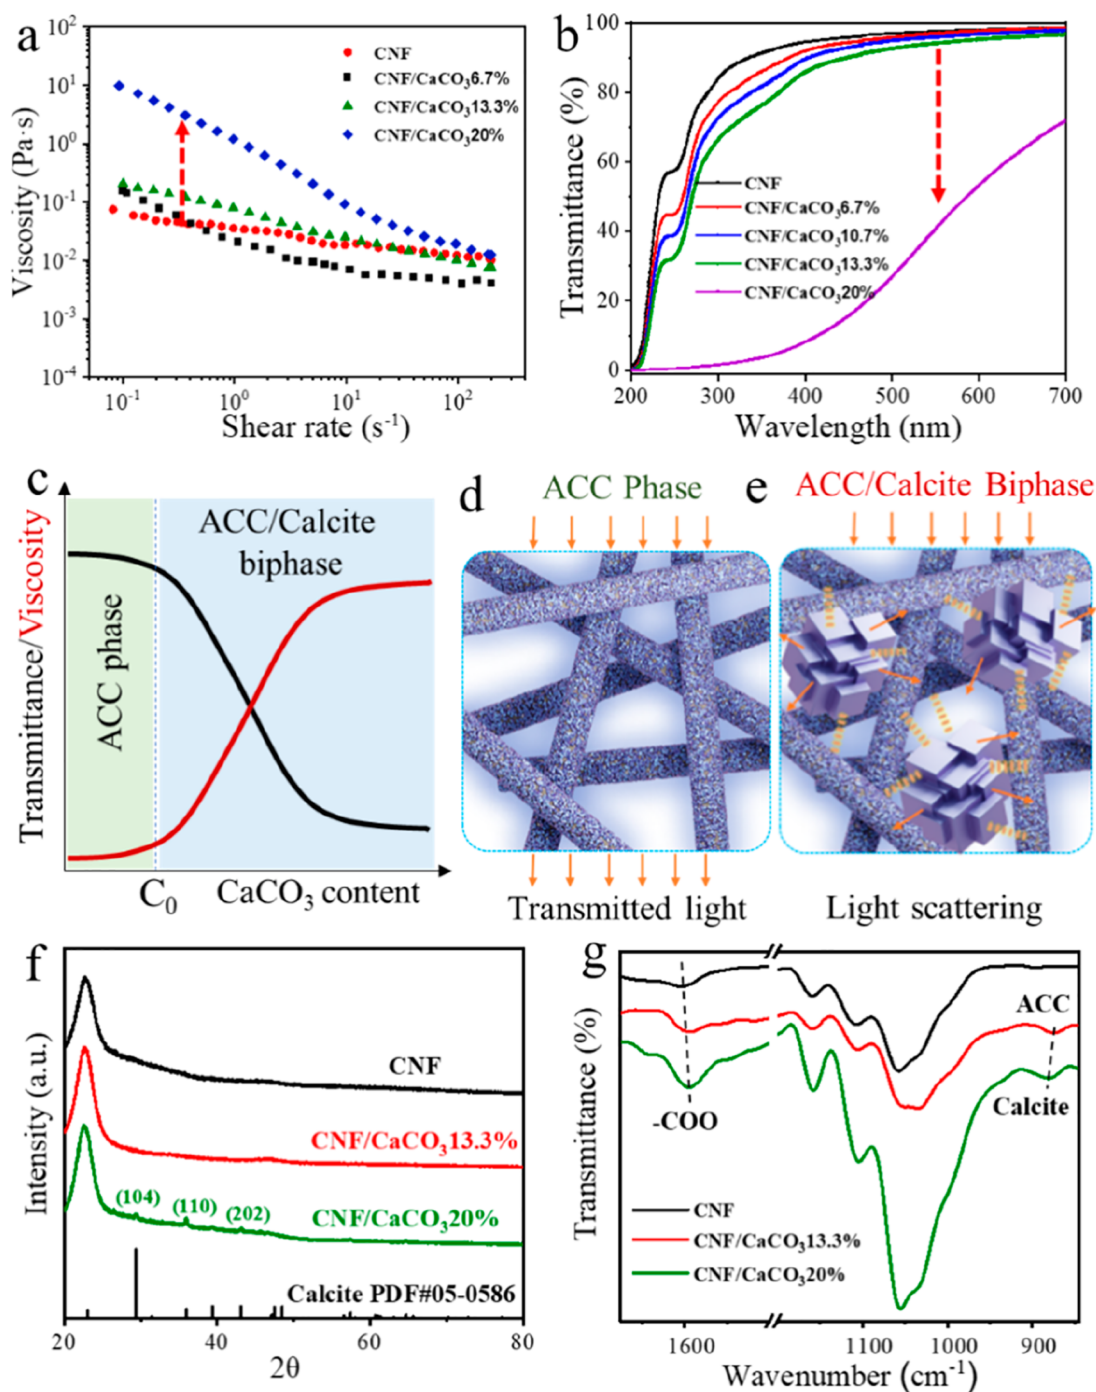 a
10²
10¹
10⁰
10⁻¹
10⁻²
10⁻³
10⁻⁴
Viscosity (Pa·s)
CNF
CNF/CaCO₃6.7%
CNF/CaCO₃13.3%
CNF/CaCO₃20%
10⁻¹ 10⁰ 10¹ 10²
Shear rate (s⁻¹)
b
100
80
60
40
20
0
Transmittance (%)
CNF
CNF/CaCO₃6.7%
CNF/CaCO₃10.7%
CNF/CaCO₃13.3%
CNF/CaCO₃20%
200 300 400 500 600 700
Wavelength (nm)
c
Transmittance/Viscosity
ACC phase
ACC/Calcite
biphase
C₀ CaCO₃ content
d
ACC Phase
Transmitted light
e
ACC/Calcite Biphase
Light scattering
f
Intensity (a.u.)
CNF
CNF/CaCO₃13.3%
(104) (110) (202)
CNF/CaCO₃20%
Calcite PDF#05-0586
20 40 60 80
2θ
g
Transmittance (%)
ACC
Calcite
-COO
CNF
CNF/CaCO₃13.3%
CNF/CaCO₃20%
1600 1100 1000 900
Wavenumber (cm⁻¹)